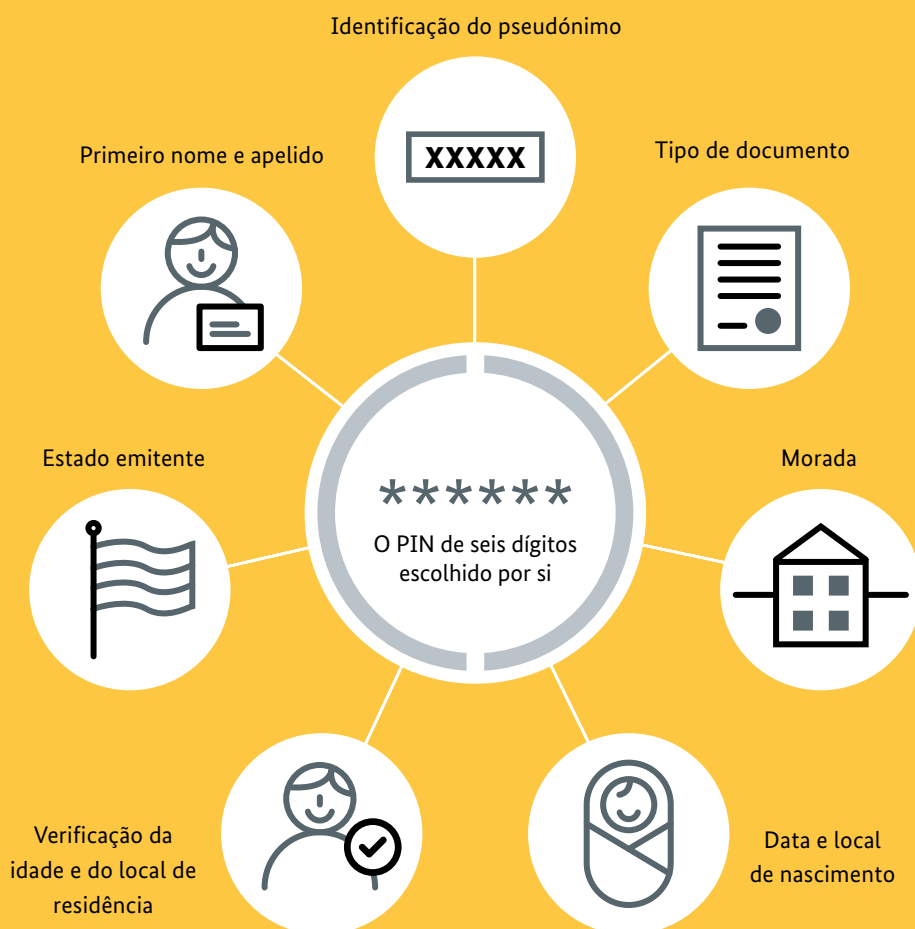 Identificação do pseudónimo
XXXXX
Primeiro nome e apelido
Tipo de documento
Estado emitente
Morada
******
O PIN de seis dígitos
escolhido por si
Verificação da
idade e do local de
residência
Data e local
de nascimento